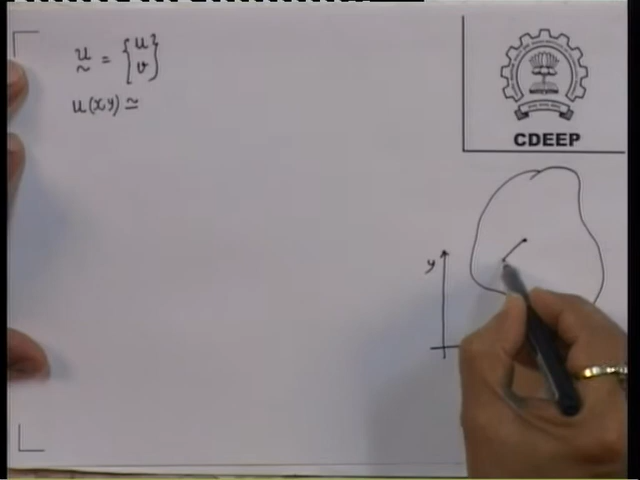 u = { u
~ v }
u(x,y) ≃
CDEEP
y